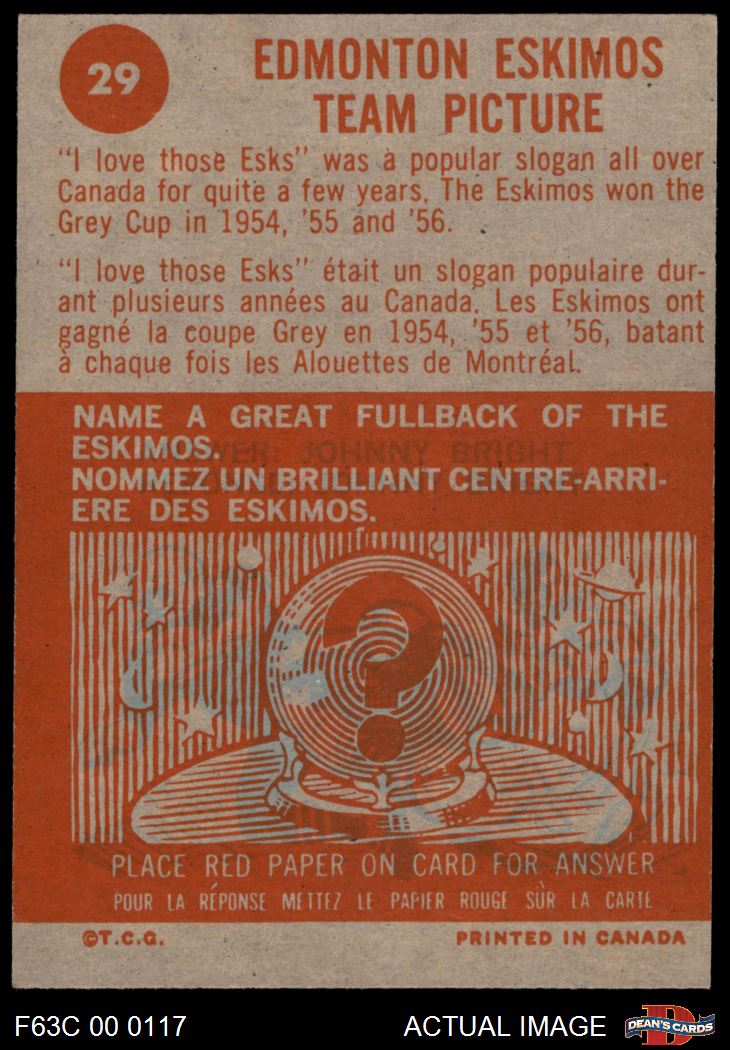 29
EDMONTON ESKIMOS
TEAM PICTURE
"I love those Esks" was a popular slogan all over
Canada for quite a few years. The Eskimos won the
Grey Cup in 1954, '55 and '56.
"I love those Esks" était un slogan populaire dur-
ant plusieurs années au Canada. Les Eskimos ont
gagné la coupe Grey en 1954, '55 et '56, batant
à chaque fois les Alouettes de Montréal.
NAME A GREAT FULLBACK OF THE
ESKIMOS.
ANSWER: JOHNNY BRIGHT.
NOMMEZ UN BRILLIANT CENTRE-ARRI-
ERE DES ESKIMOS.
?
PLACE RED PAPER ON CARD FOR ANSWER
POUR LA RÉPONSE METTEZ LE PAPIER ROUGE SÛR LA CARTE
©T.C.G.
PRINTED IN CANADA
F63C 00 0117
ACTUAL IMAGE
D
DEAN'S CARDS